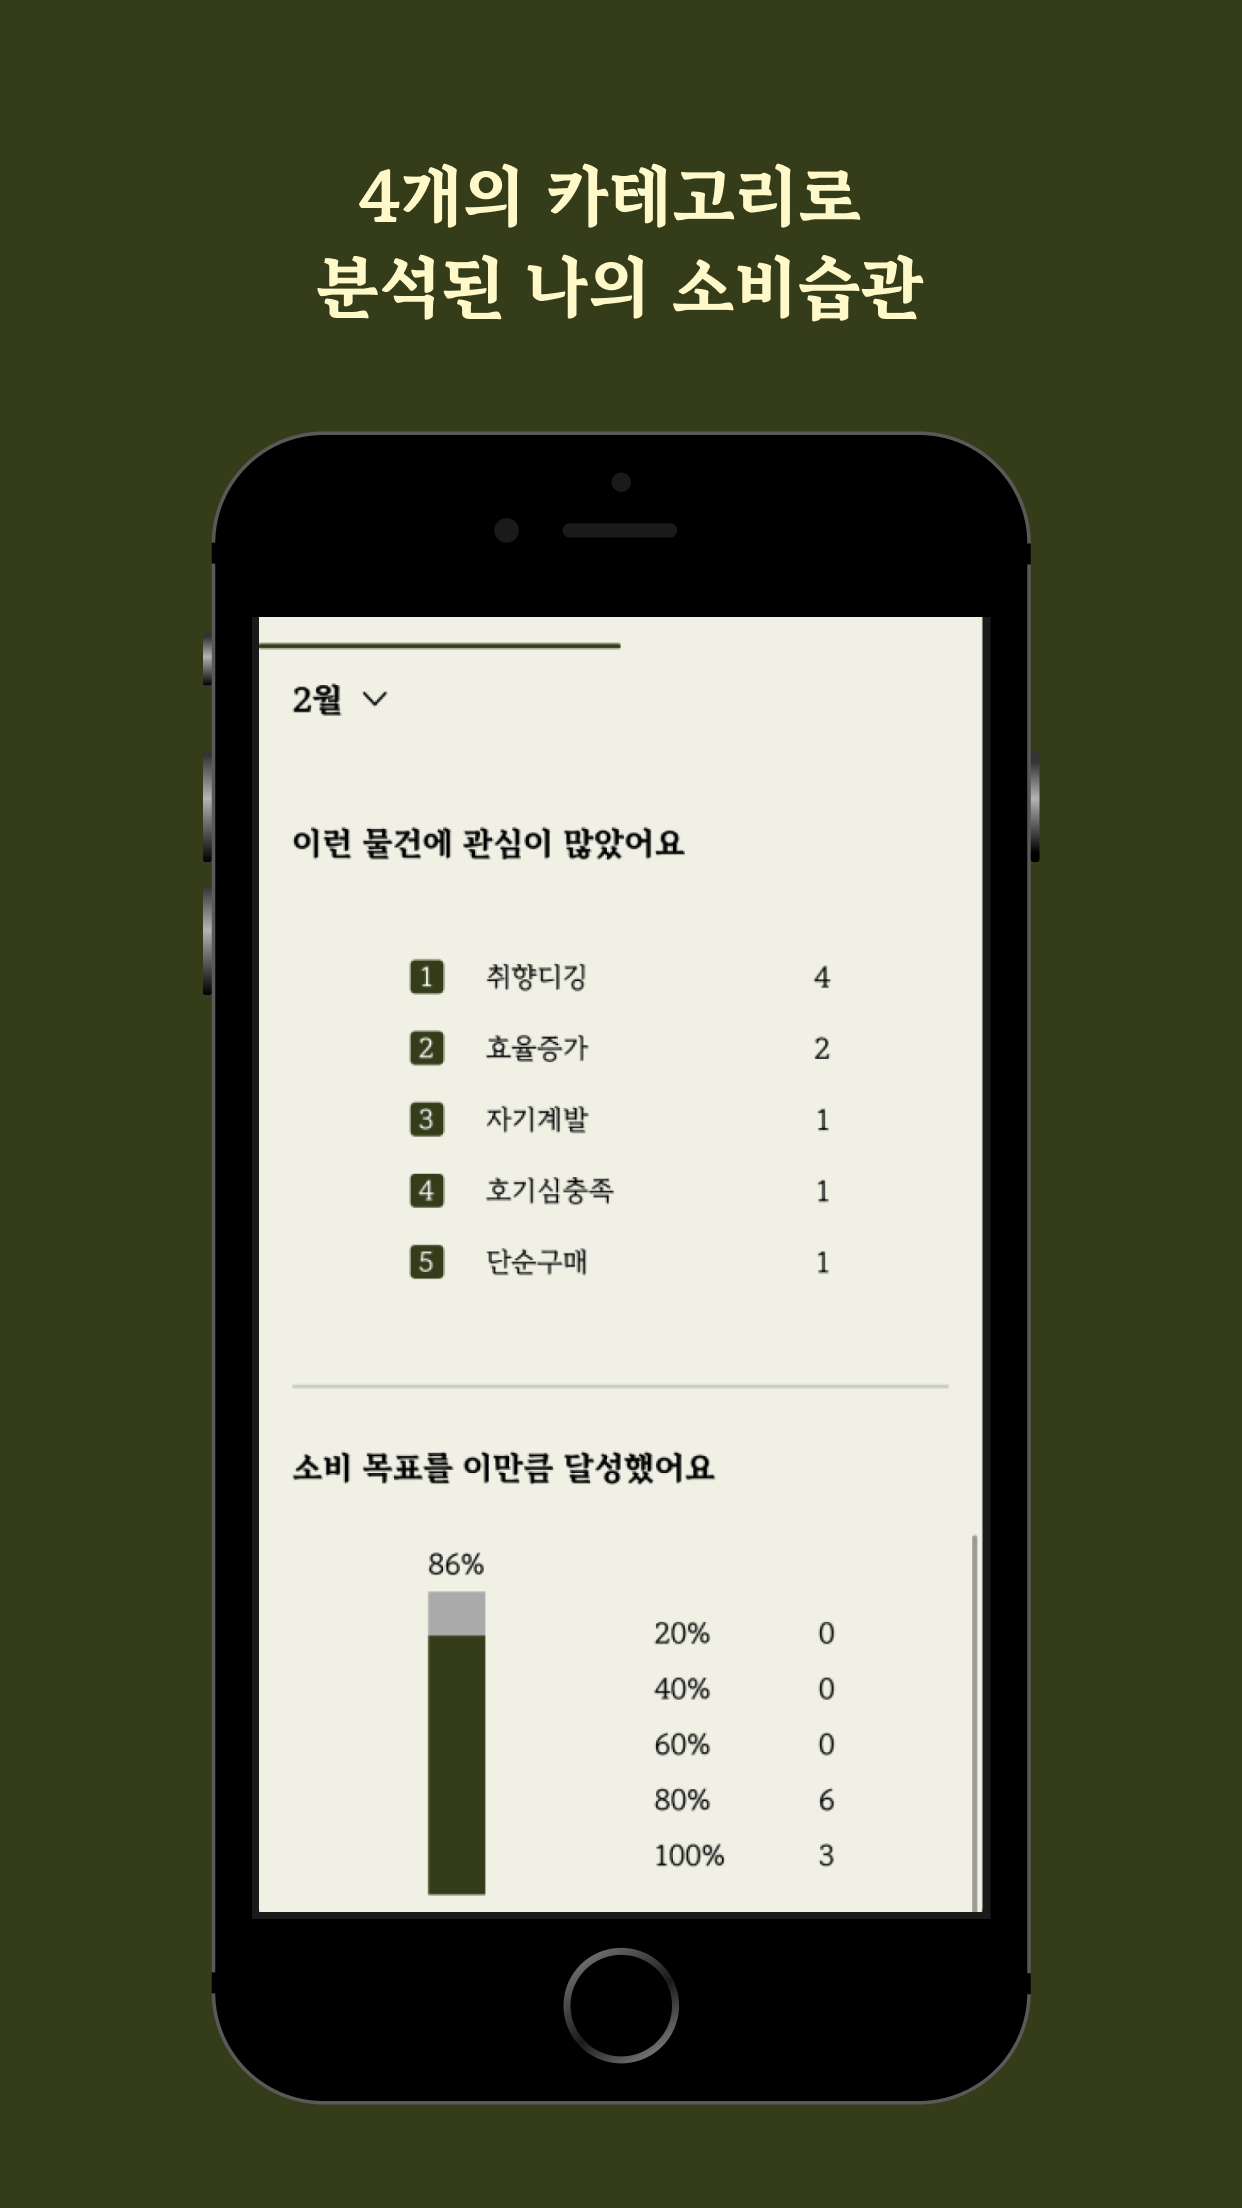 4개의 카테고리로
분석된 나의 소비습관
2월
이런 물건에 관심이 많았어요
1 취향디깅 4
2 효율증가 2
3 자기계발 1
4 호기심충족 1
5 단순구매 1
소비 목표를 이만큼 달성했어요
86%
20% 0
40% 0
60% 0
80% 6
100% 3